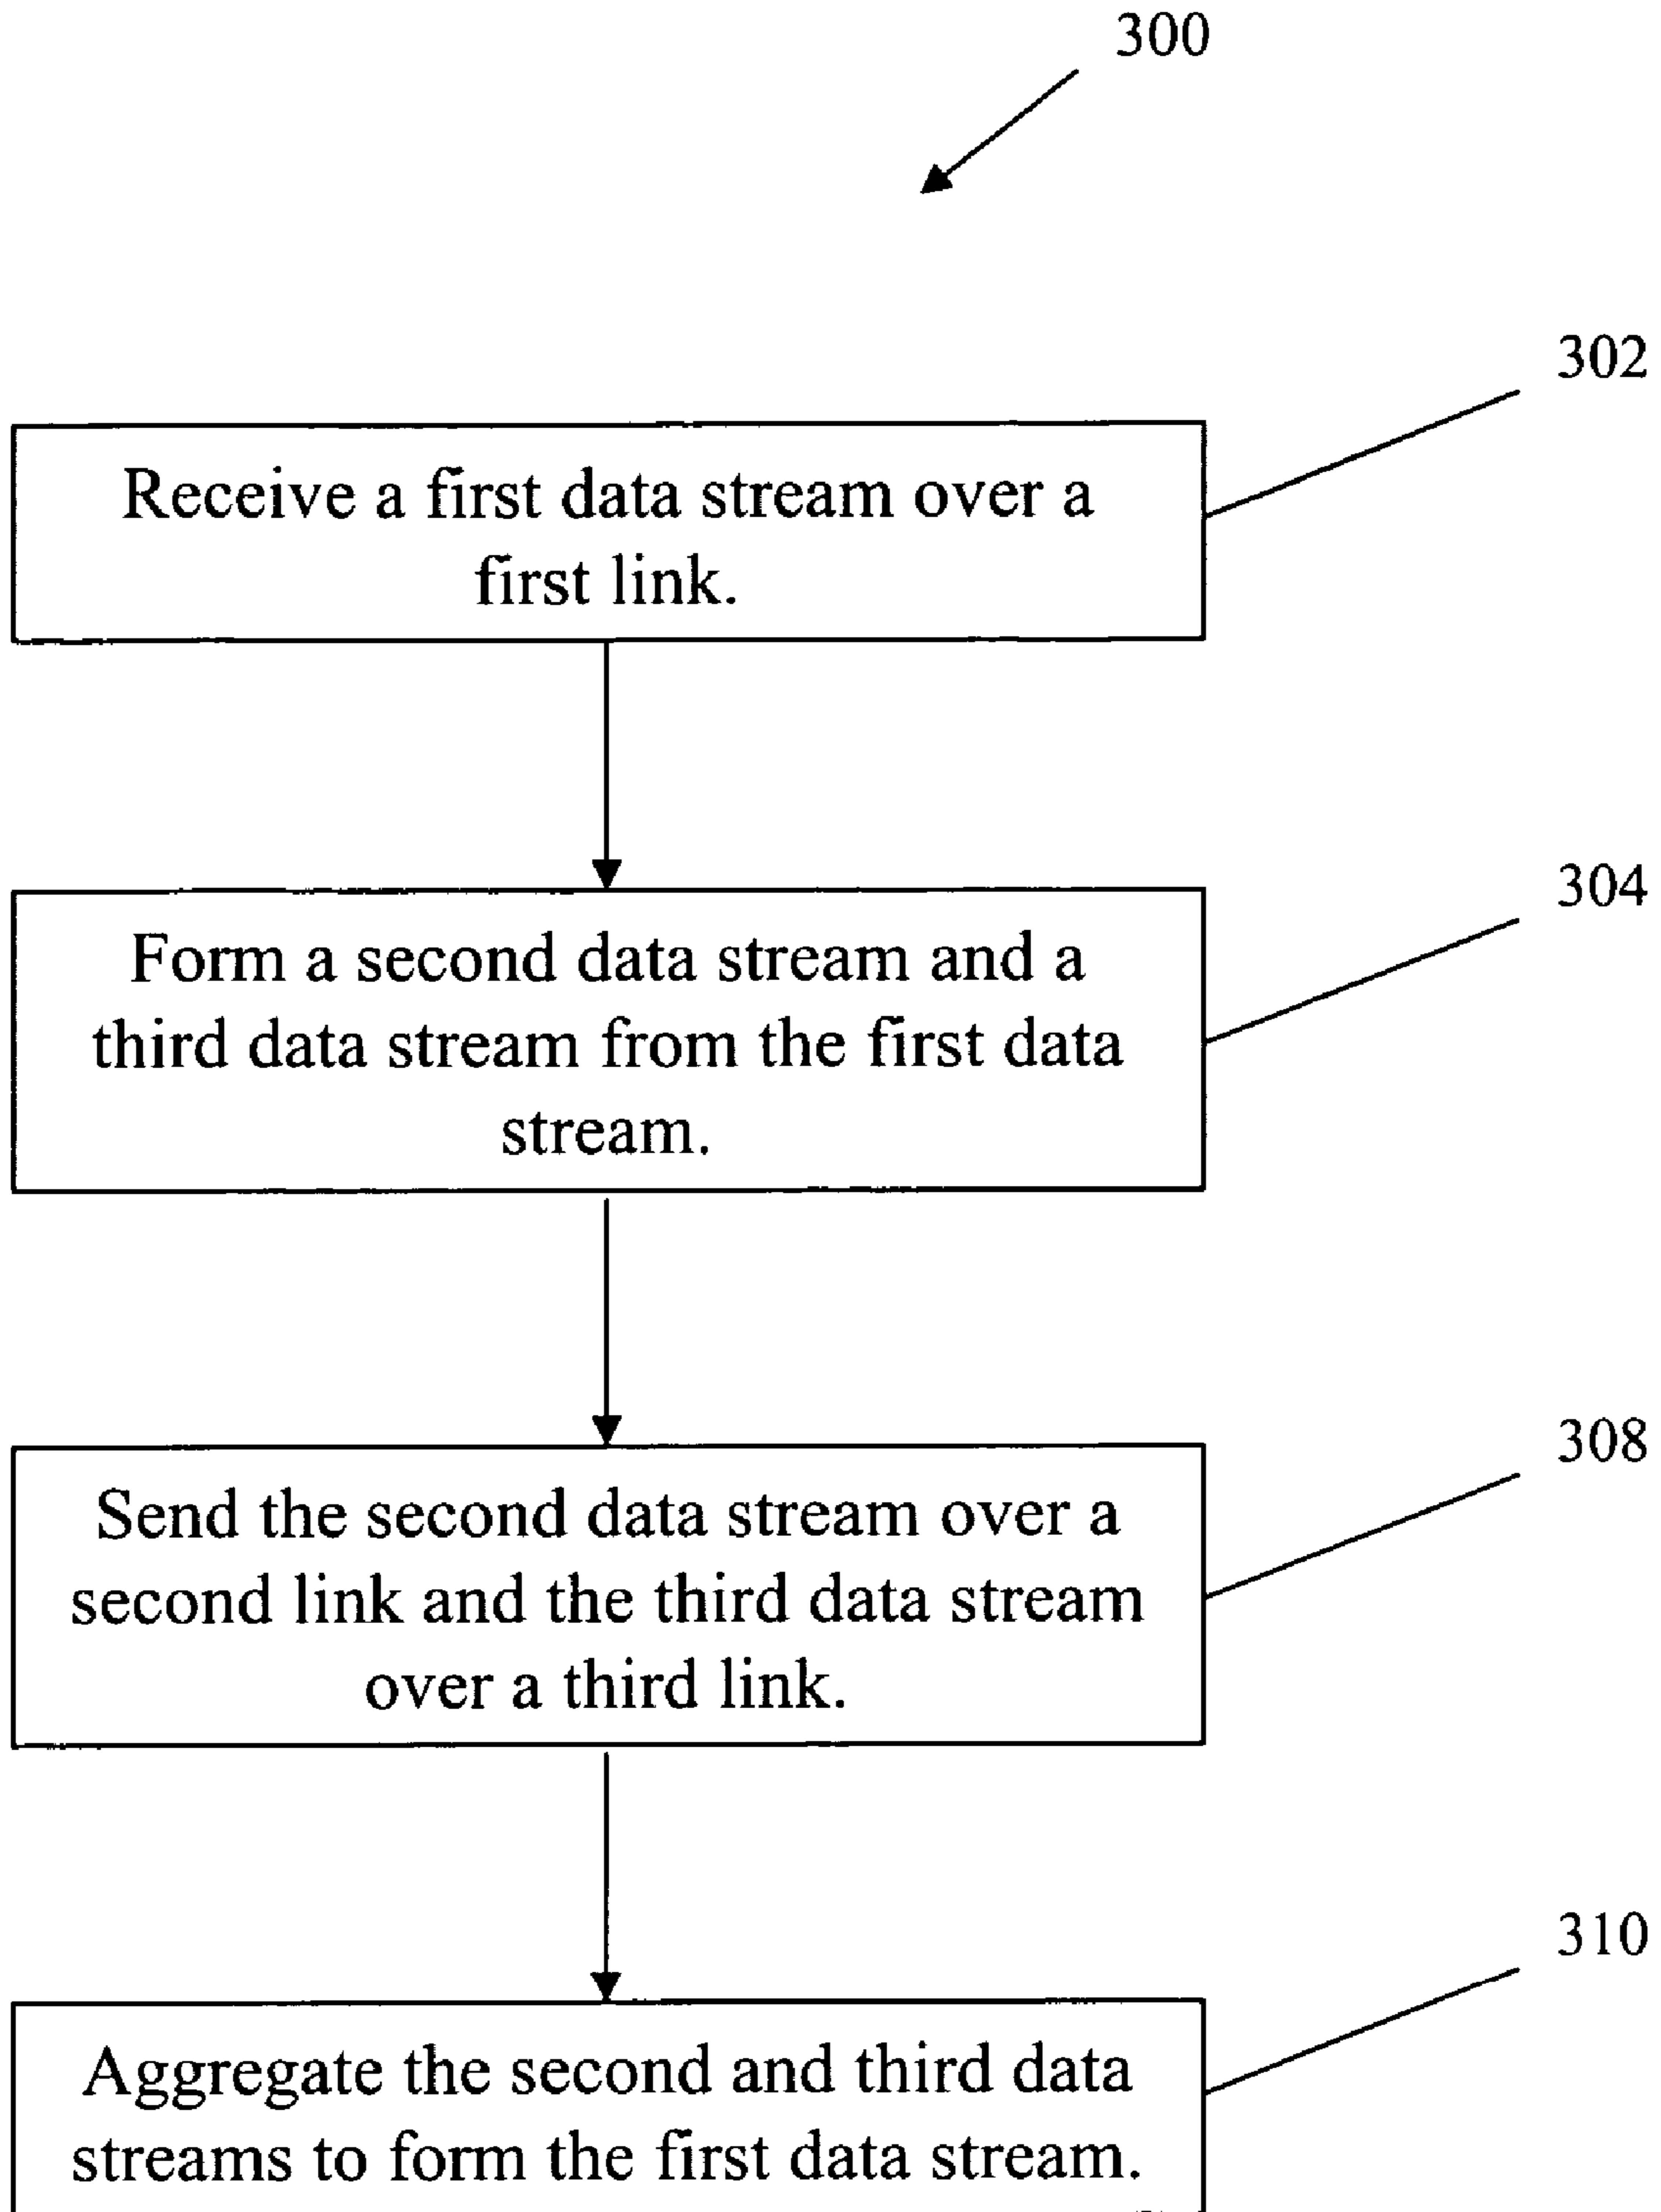 300
302
Receive a first data stream over a
first link.
304
Form a second data stream and a
third data stream from the first data
stream.
308
Send the second data stream over a
second link and the third data stream
over a third link.
310
Aggregate the second and third data
streams to form the first data stream.